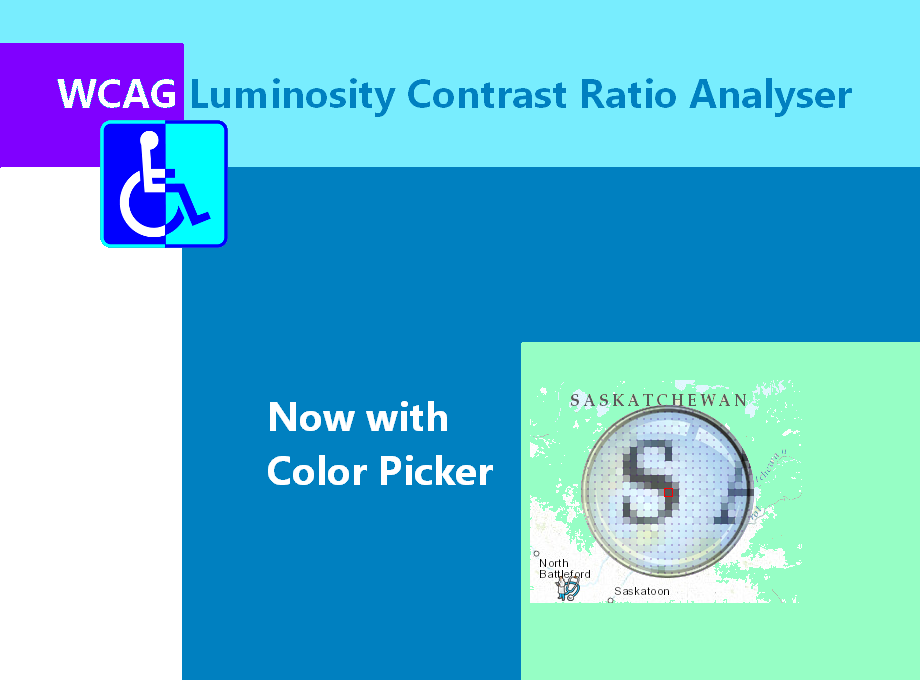 WCAG Luminosity Contrast Ratio Analyser
Now with
Color Picker
SASKATCHEWAN
S A
North
Battleford
Saskatoon